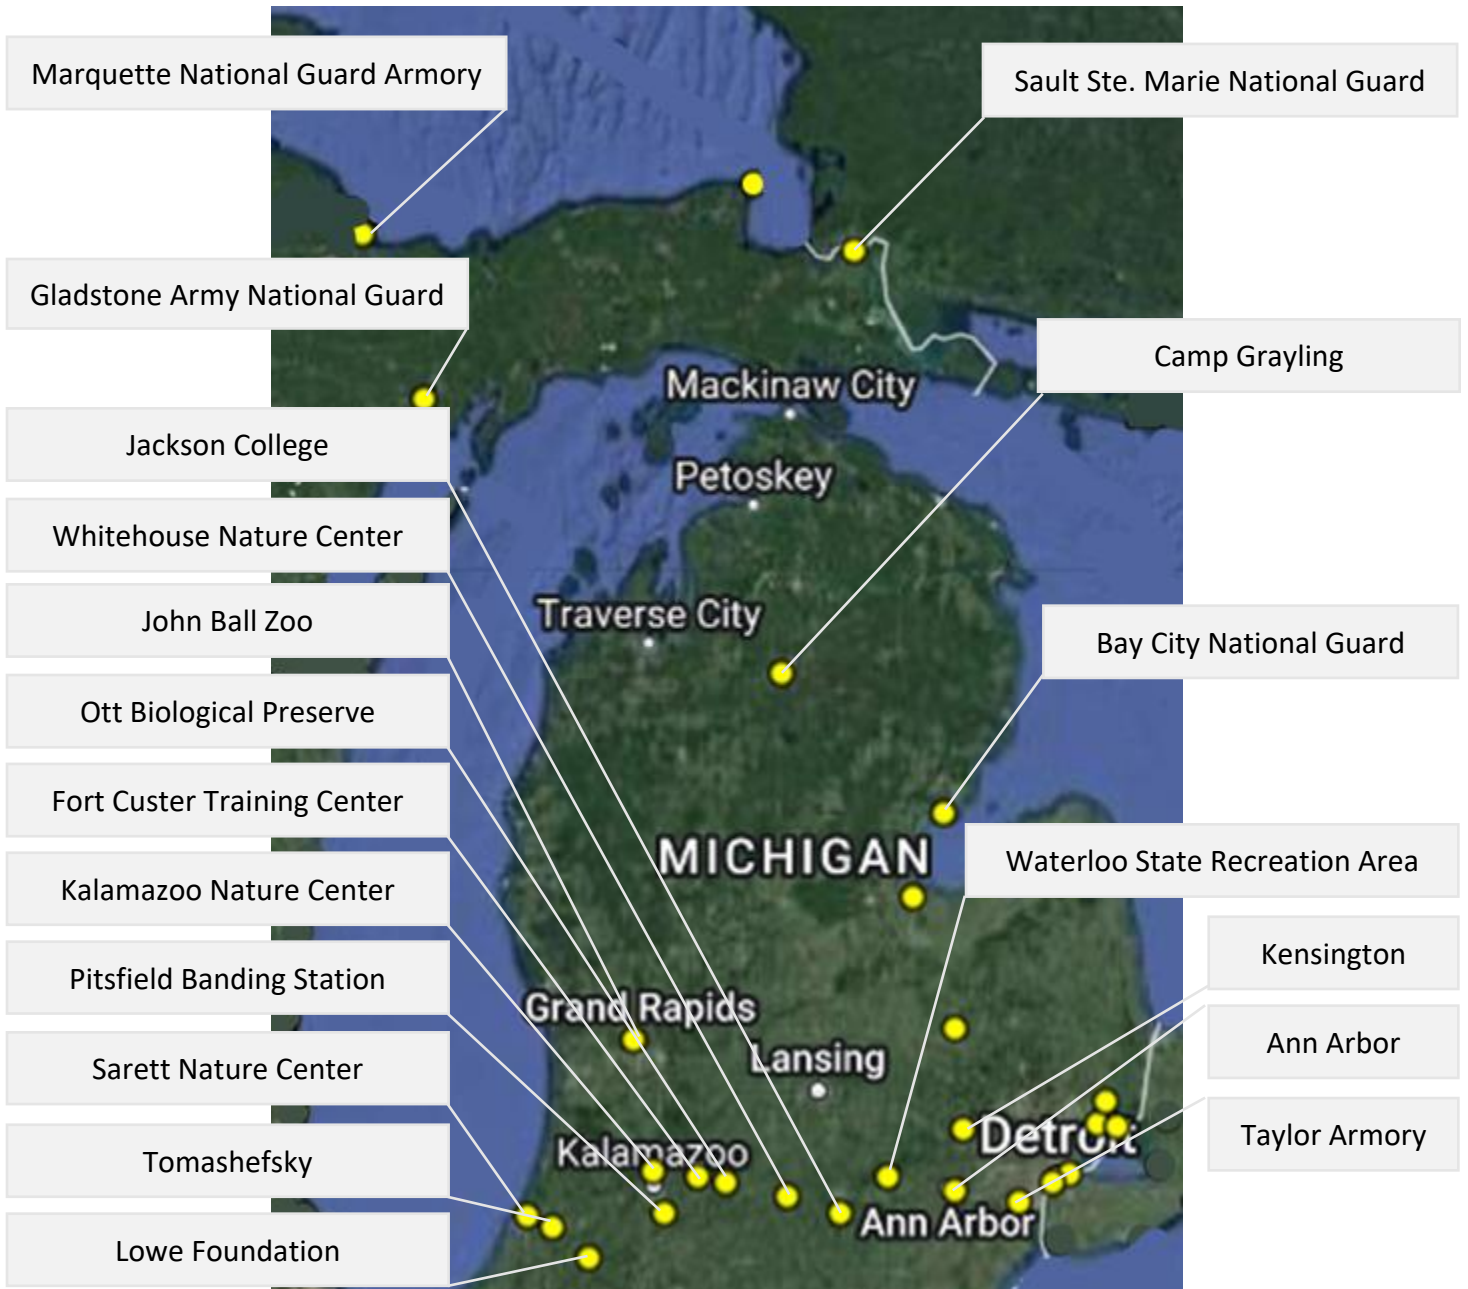 Marquette National Guard Armory
Sault Ste. Marie National Guard
Gladstone Army National Guard
Camp Grayling
Mackinaw City
Jackson College
Petoskey
Whitehouse Nature Center
John Ball Zoo
Traverse City
Bay City National Guard
Ott Biological Preserve
Fort Custer Training Center
MICHIGAN
Waterloo State Recreation Area
Kalamazoo Nature Center
Kensington
Pitsfield Banding Station
Grand Rapids
Ann Arbor
Lansing
Sarett Nature Center
Detroit
Taylor Armory
Kalamazoo
Tomashefsky
Ann Arbor
Lowe Foundation